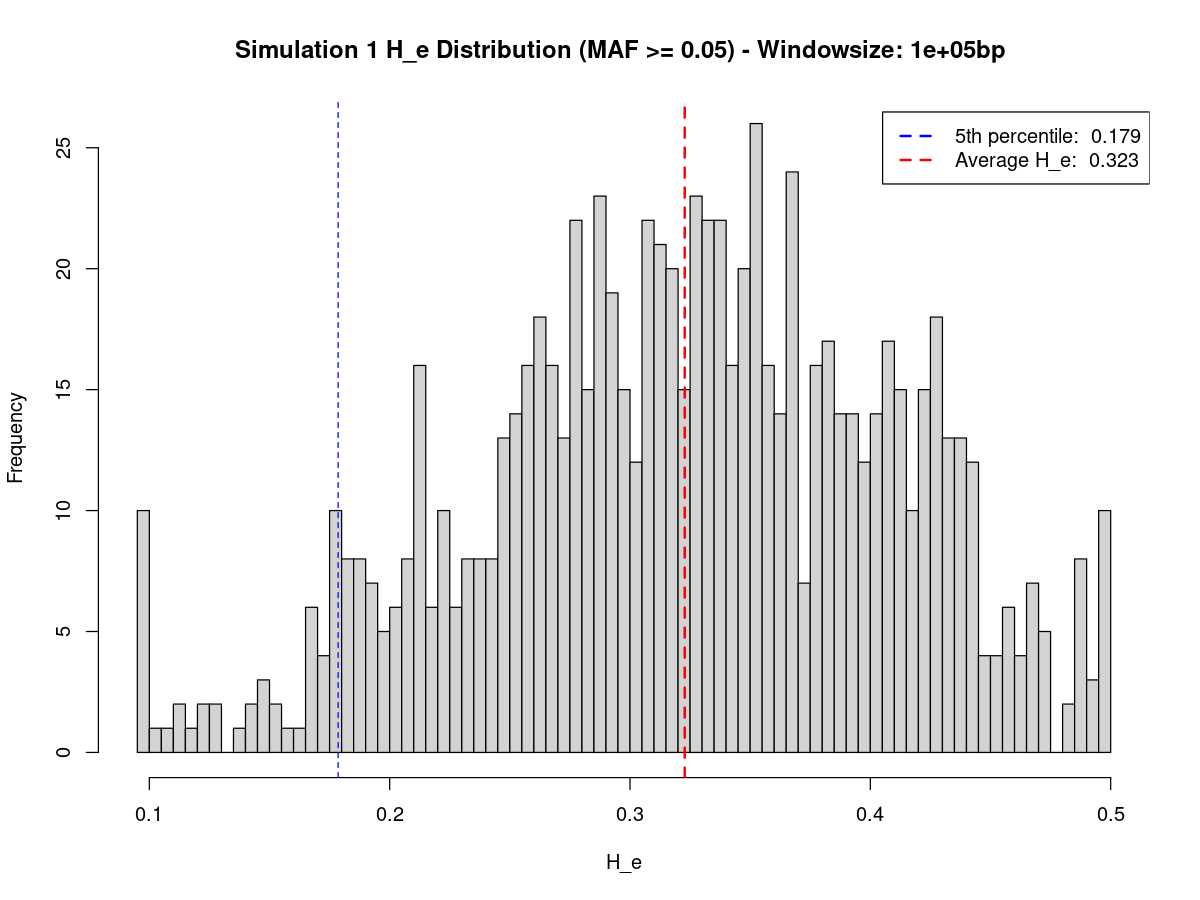 Simulation 1 H_e Distribution (MAF >= 0.05) - Windowsize: 1e+05bp
5th percentile: 0.179
Average H_e: 0.323
Frequency
25
20
15
10
5
0
0.1 0.2 0.3 0.4 0.5
H_e